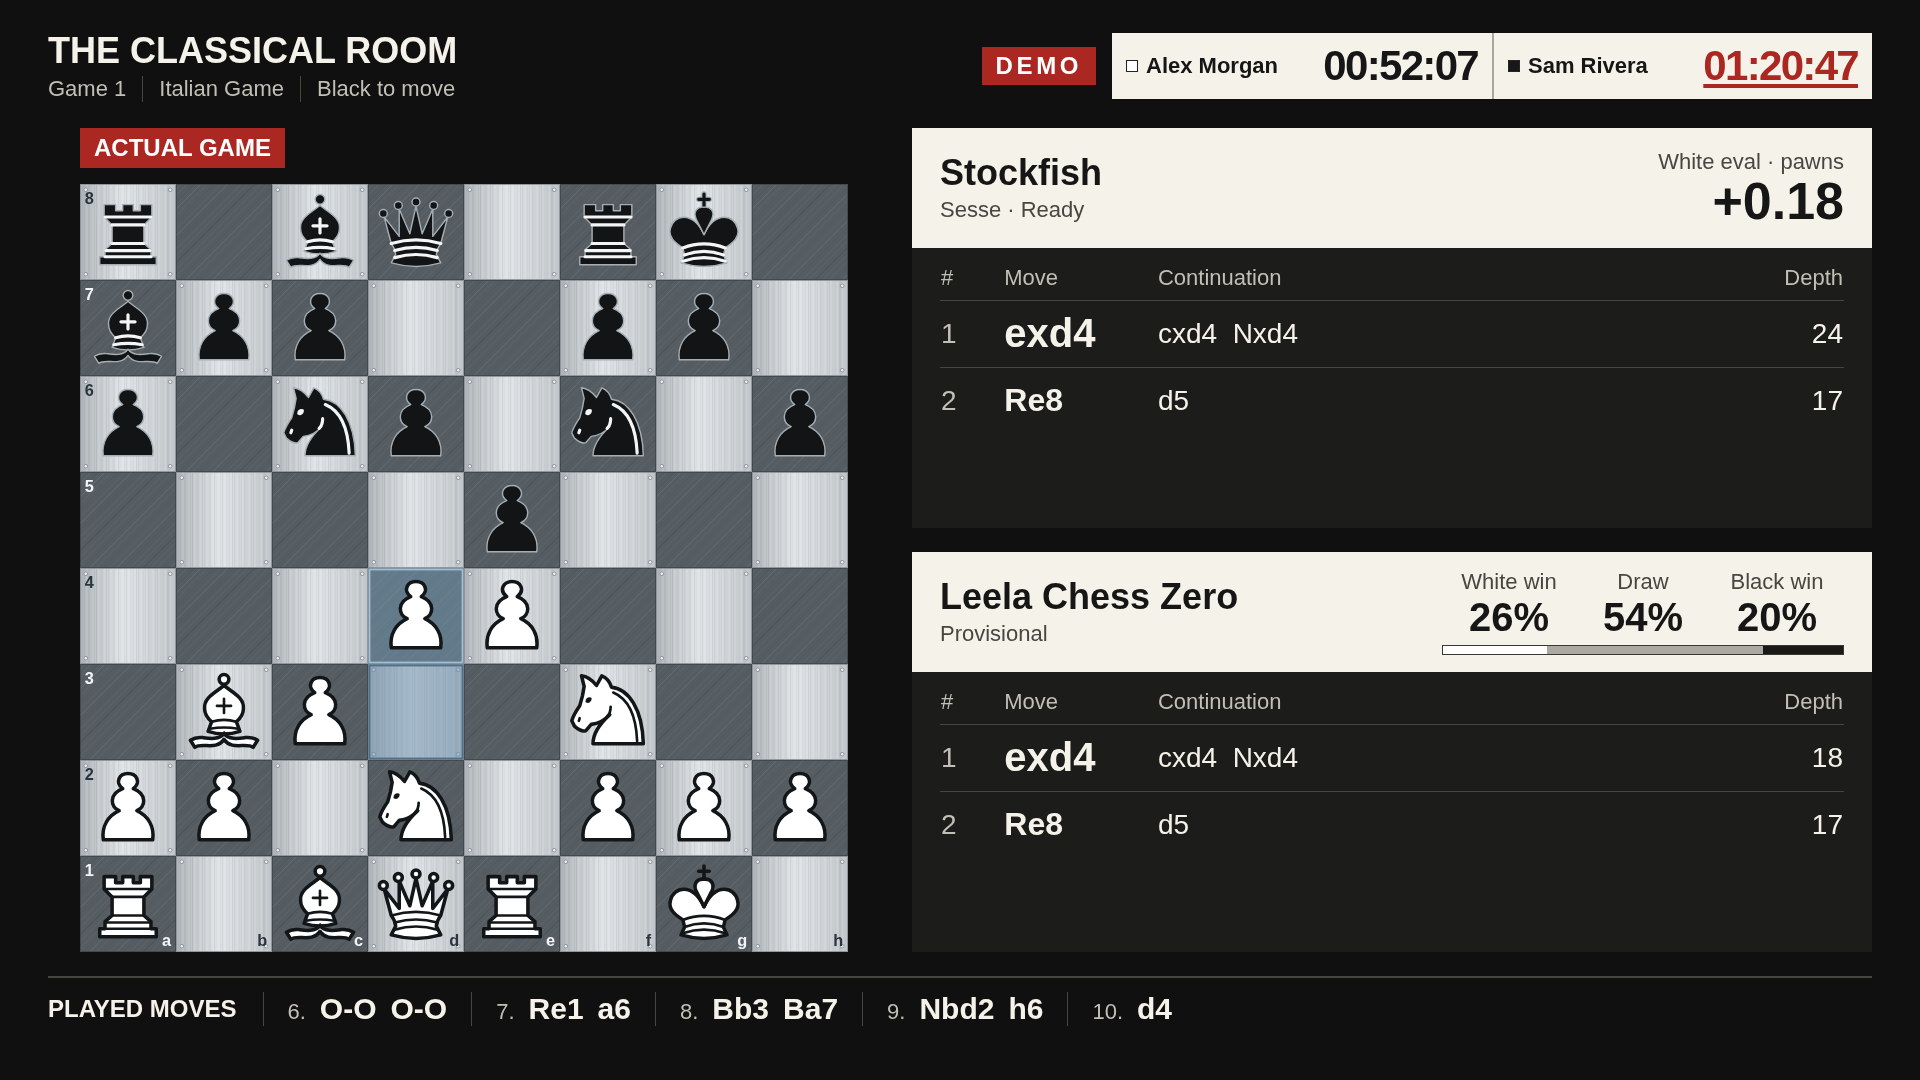 THE CLASSICAL ROOM
Game 1 Italian Game Black to move
DEMO
Alex Morgan 00:52:07
Sam Rivera 01:20:47
ACTUAL GAME
8
7
6
5
4
3
2
1
a b c d e f g h
Stockfish
Sesse · Ready
White eval · pawns
+0.18
# Move Continuation Depth
1 exd4 cxd4 Nxd4 24
2 Re8 d5 17
Leela Chess Zero
Provisional
White win Draw Black win
26% 54% 20%
# Move Continuation Depth
1 exd4 cxd4 Nxd4 18
2 Re8 d5 17
PLAYED MOVES 6. O-O O-O 7. Re1 a6 8. Bb3 Ba7 9. Nbd2 h6 10. d4